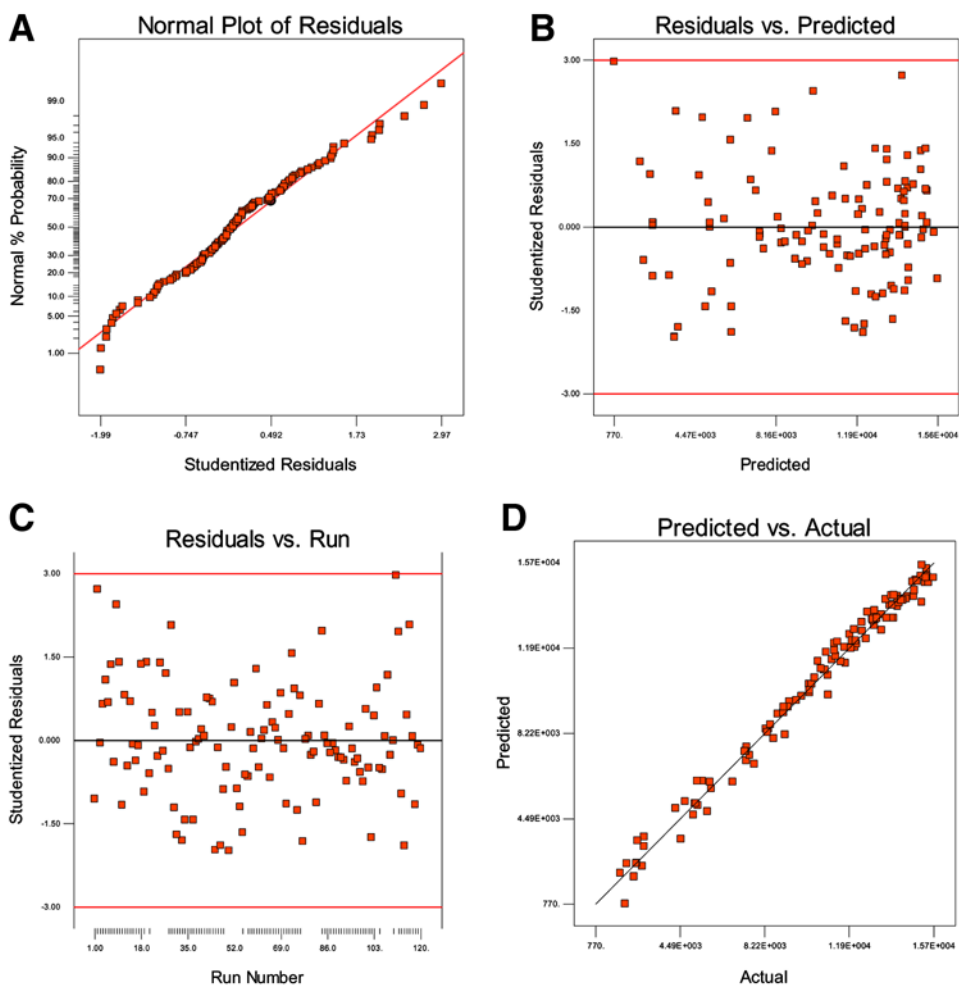 A
Normal Plot of Residuals
Normal % Probability
99.0
95.0
90.0
80.0
70.0
50.0
30.0
20.0
10.0
5.00
1.00
-1.99
-0.747
0.492
1.73
2.97
Studentized Residuals
B
Residuals vs. Predicted
Studentized Residuals
3.00
1.50
0.000
-1.50
-3.00
770.
4.47E+003
8.16E+003
1.19E+004
1.56E+004
Predicted
C
Residuals vs. Run
Studentized Residuals
3.00
1.50
0.000
-1.50
-3.00
1.00
18.0
35.0
52.0
69.0
86.0
103.
120.
Run Number
D
Predicted vs. Actual
Predicted
1.57E+004
1.19E+004
8.22E+003
4.49E+003
770.
770.
4.49E+003
8.22E+003
1.19E+004
1.57E+004
Actual